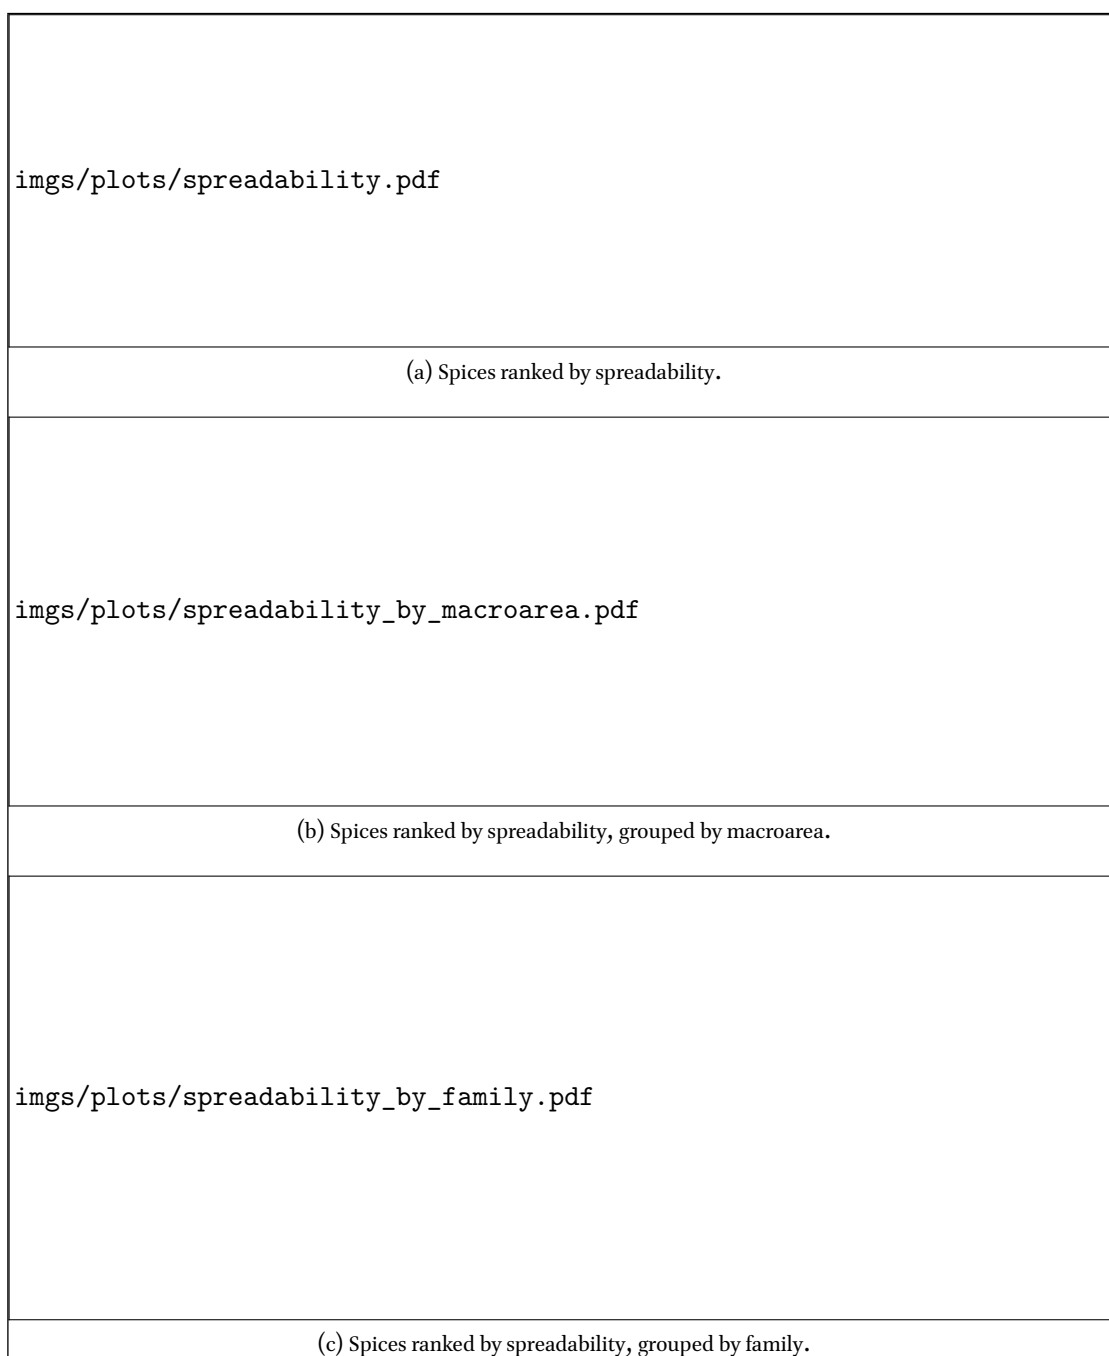 imgs/plots/spreadability.pdf
(a) Spices ranked by spreadability.
imgs/plots/spreadability_by_macroarea.pdf
(b) Spices ranked by spreadability, grouped by macroarea.
imgs/plots/spreadability_by_family.pdf
(c) Spices ranked by spreadability, grouped by family.